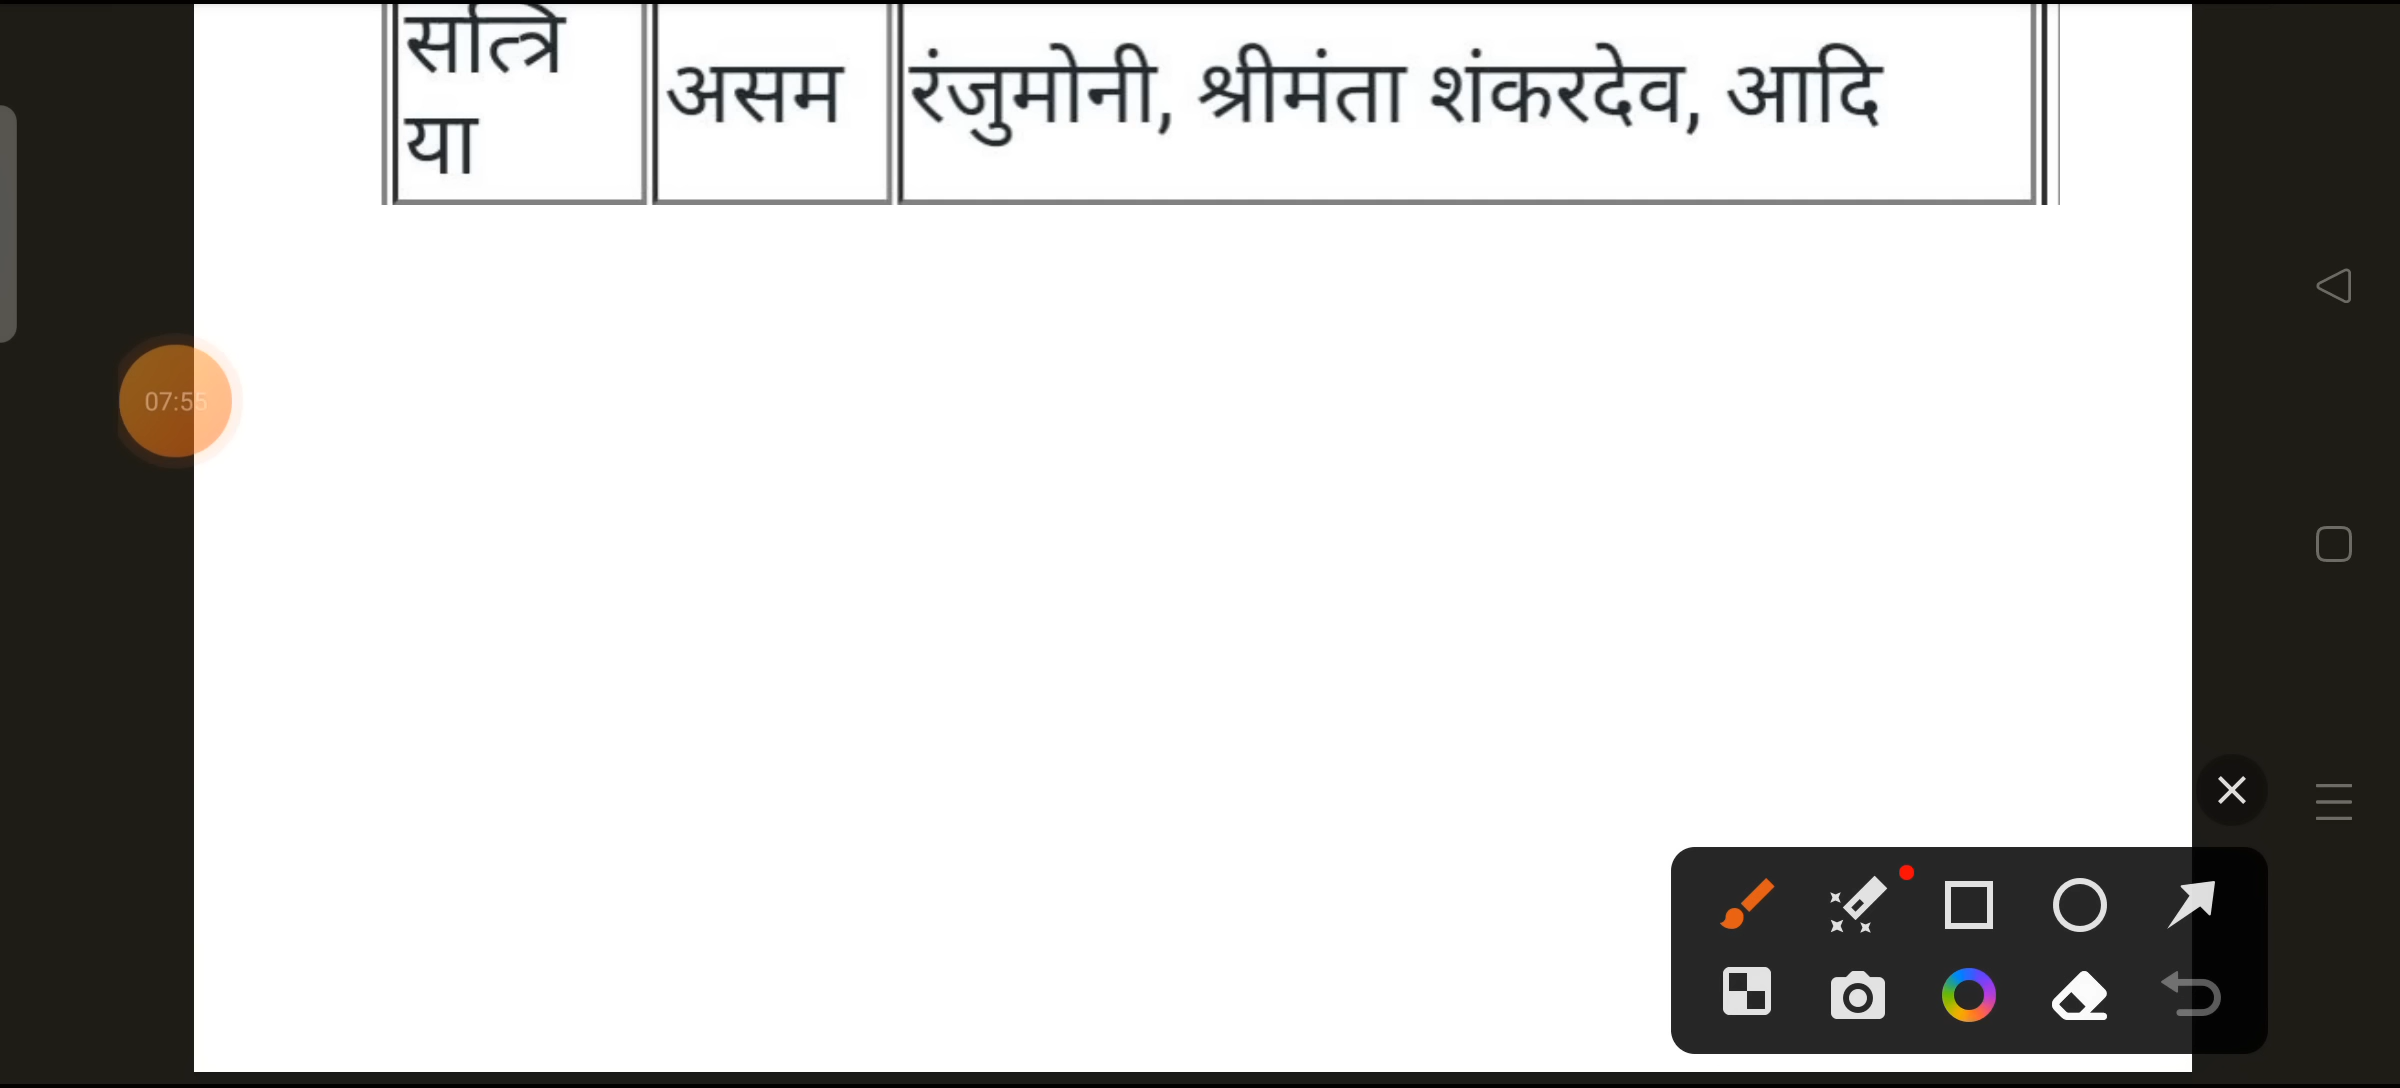 सत्रि
या
असम
रंजुमोनी, श्रीमंता शंकरदेव, आदि
07:55